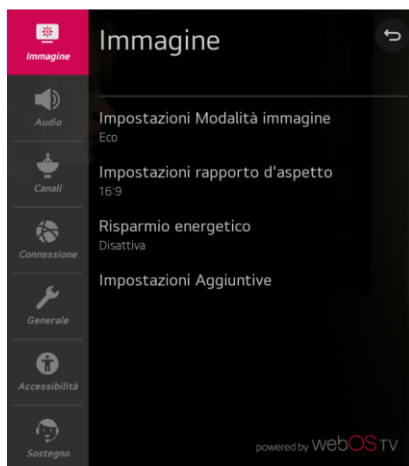 Immagine
Audio
Canali
Connessione
Generale
Accessibilità
Sostegno
Immagine
Impostazioni Modalità immagine
Eco
Impostazioni rapporto d'aspetto
16:9
Risparmio energetico
Disattiva
Impostazioni Aggiuntive
powered by webOS TV